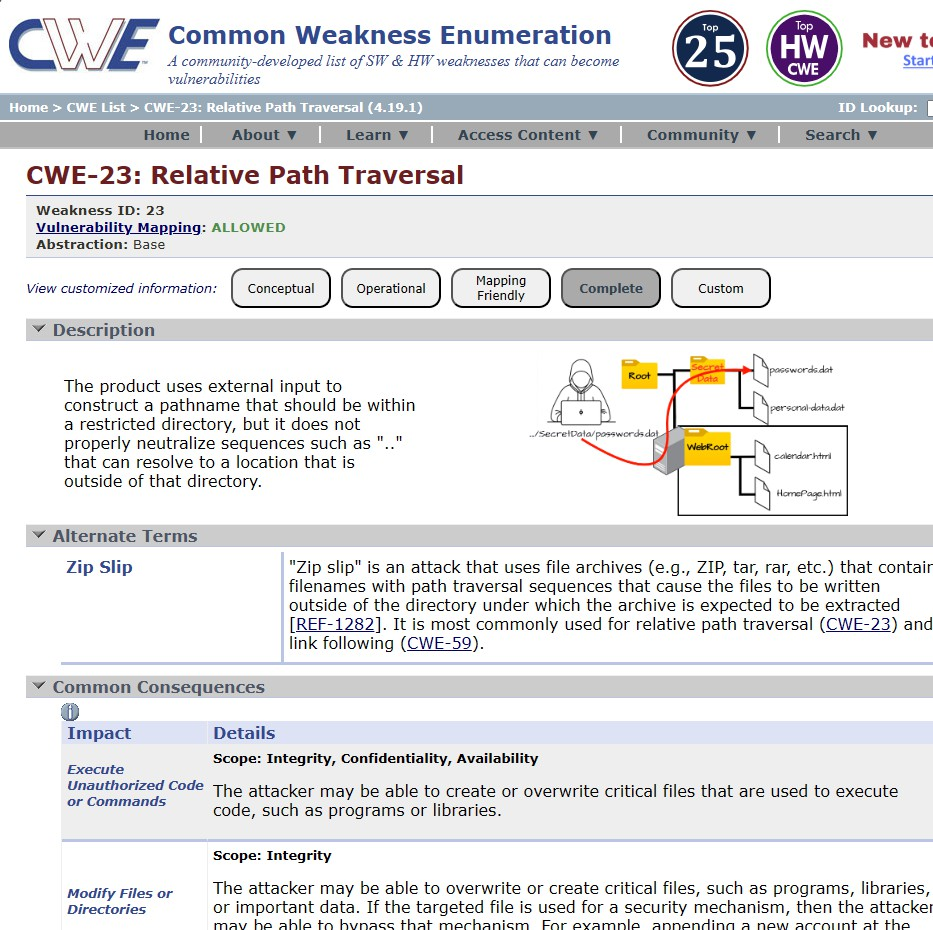 CWE
Common Weakness Enumeration
A community-developed list of SW & HW weaknesses that can become
vulnerabilities
Top
25
Top
HW
CWE
New to
Start
Home > CWE List > CWE-23: Relative Path Traversal (4.19.1)
ID Lookup:
Home
About ▼
Learn ▼
Access Content ▼
Community ▼
Search ▼
CWE-23: Relative Path Traversal
Weakness ID: 23
Vulnerability Mapping: ALLOWED
Abstraction: Base
View customized information:
Conceptual
Operational
Mapping
Friendly
Complete
Custom
Description
The product uses external input to
construct a pathname that should be within
a restricted directory, but it does not
properly neutralize sequences such as ".."
that can resolve to a location that is
outside of that directory.
../SecretData/passwords.dat
Root
Secret
Data
passwords.dat
personal-data.dat
WebRoot
calendar.html
HomePage.html
Alternate Terms
Zip Slip
"Zip slip" is an attack that uses file archives (e.g., ZIP, tar, rar, etc.) that contain
filenames with path traversal sequences that cause the files to be written
outside of the directory under which the archive is expected to be extracted
[REF-1282]. It is most commonly used for relative path traversal (CWE-23) and
link following (CWE-59).
Common Consequences
Impact
Details
Execute
Unauthorized Code
or Commands
Scope: Integrity, Confidentiality, Availability
The attacker may be able to create or overwrite critical files that are used to execute
code, such as programs or libraries.
Modify Files or
Directories
Scope: Integrity
The attacker may be able to overwrite or create critical files, such as programs, libraries,
or important data. If the targeted file is used for a security mechanism, then the attacker
may be able to bypass that mechanism. For example, appending a new account at the